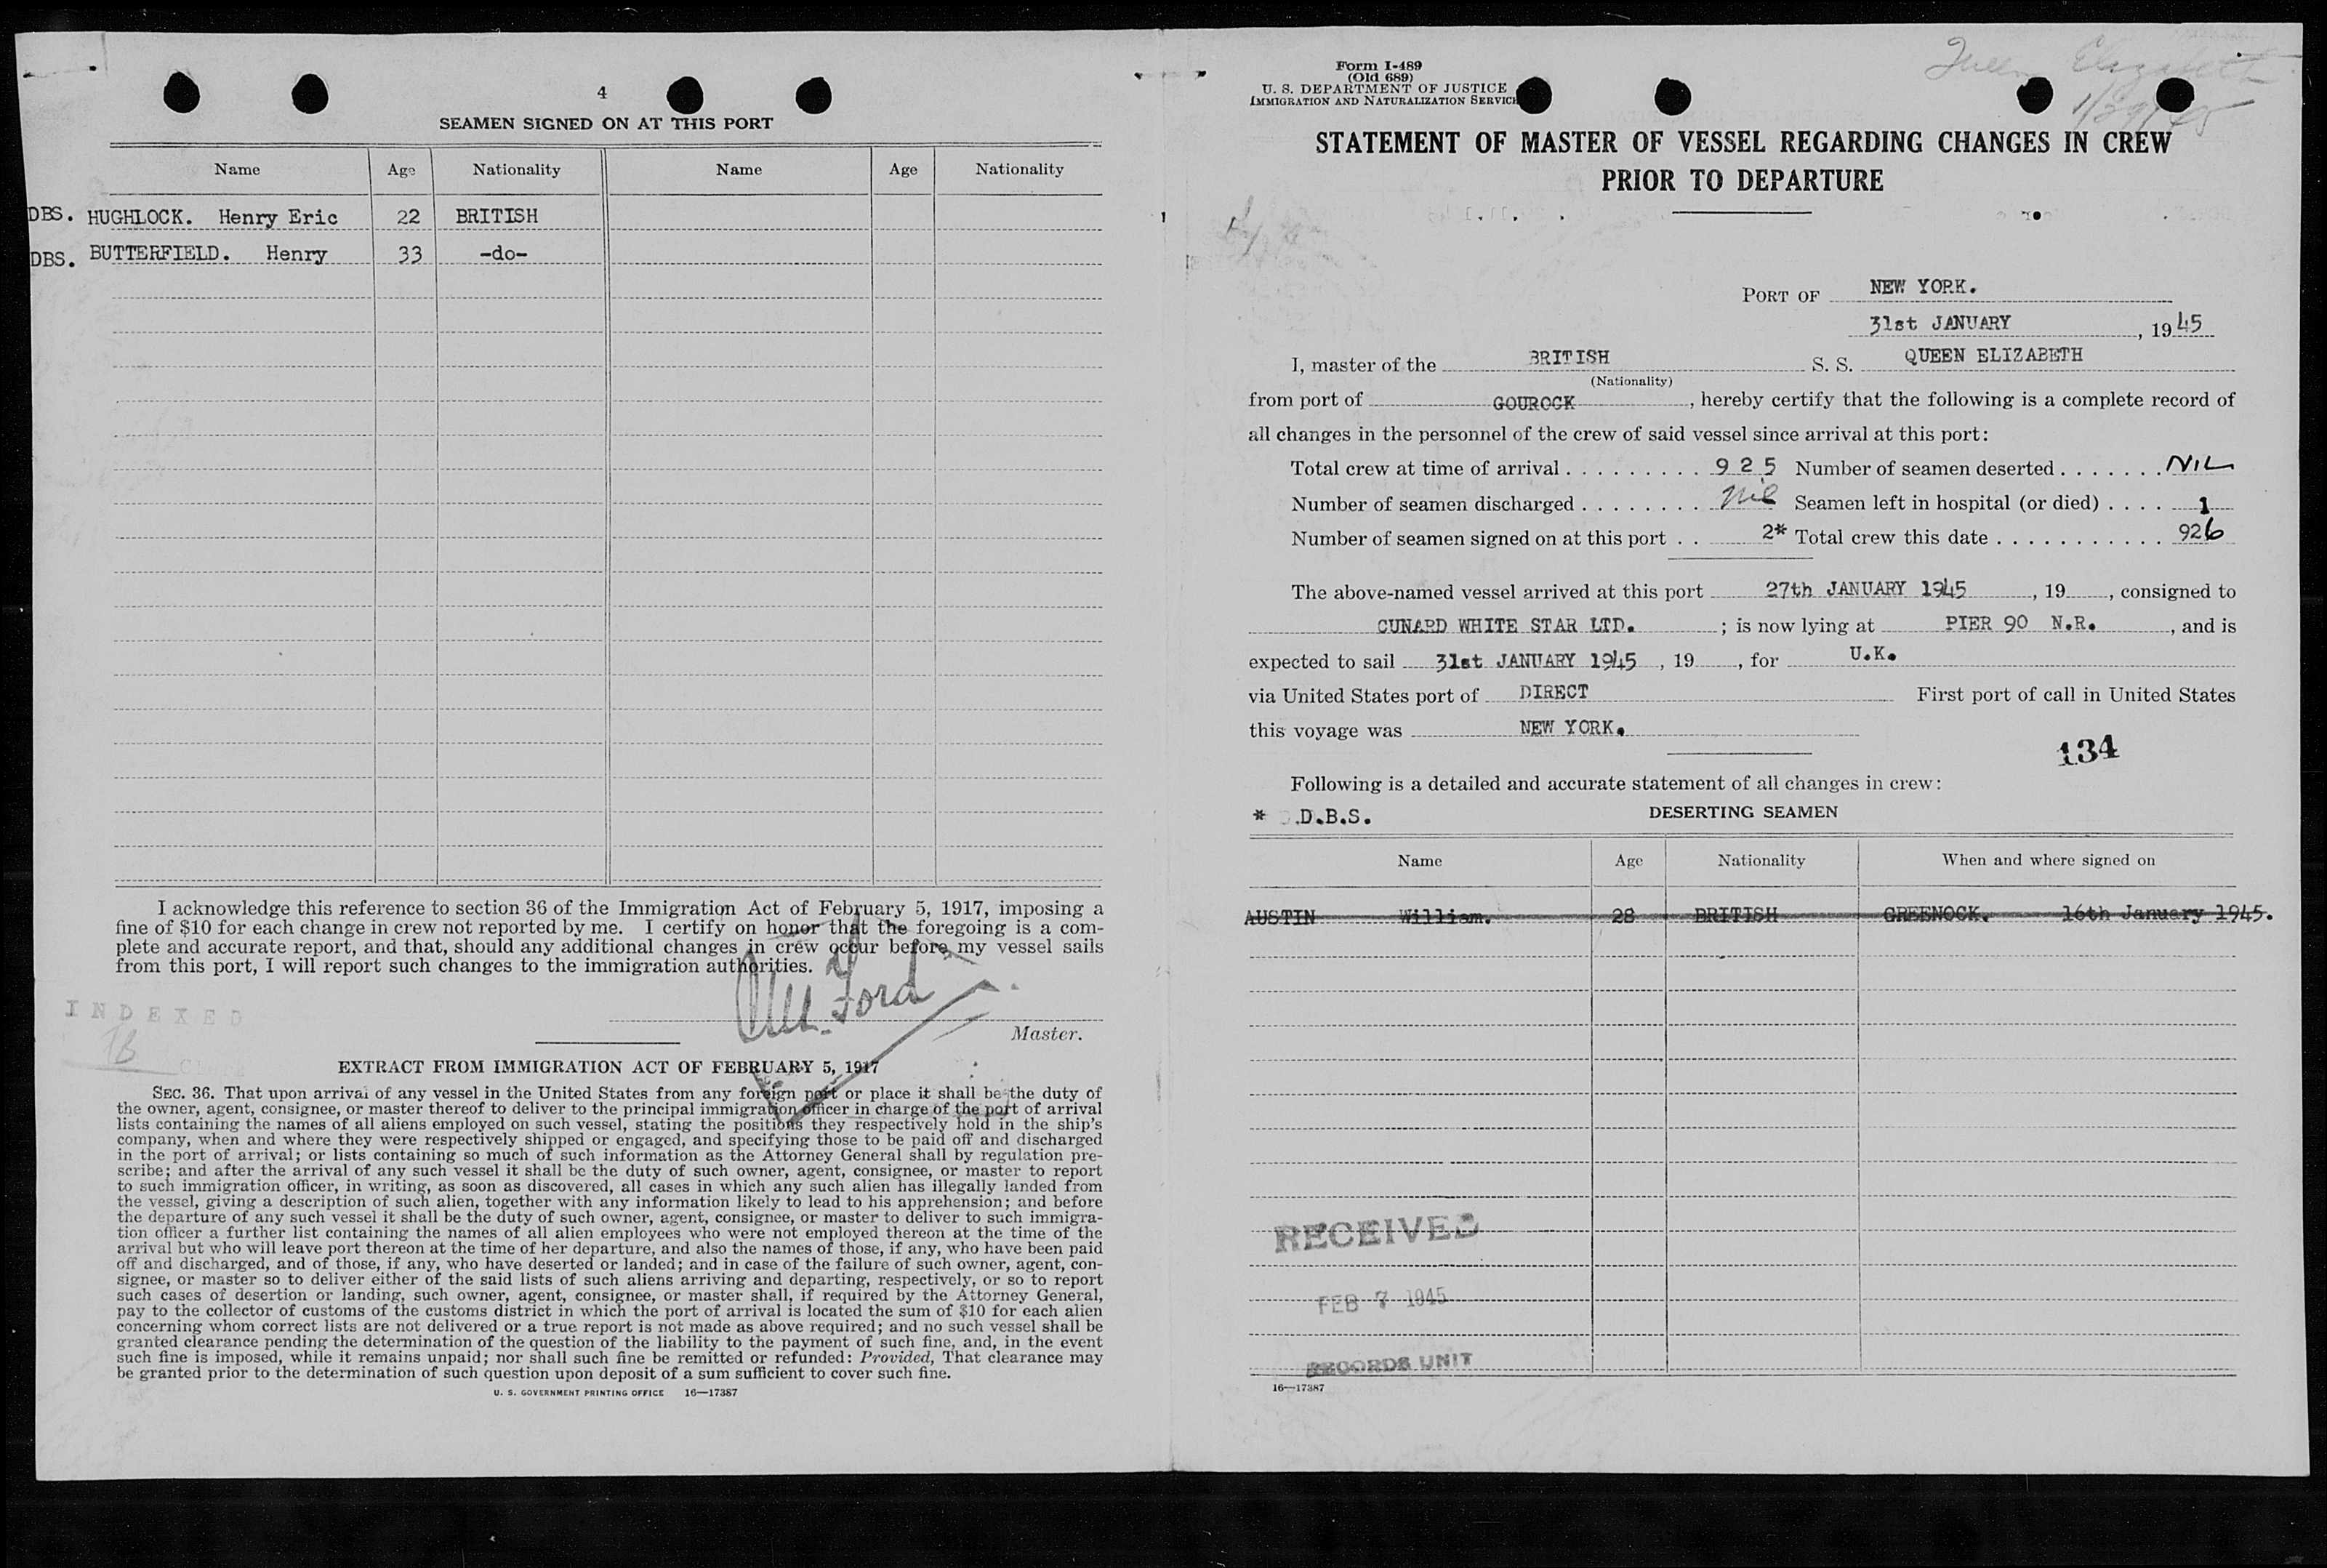 4
SEAMEN SIGNED ON AT THIS PORT
Name Age Nationality Name Age Nationality
DBS. HUGHLOCK. Henry Eric 22 BRITISH
DBS. BUTTERFIELD. Henry 33 -do-
I acknowledge this reference to section 36 of the Immigration Act of February 5, 1917, imposing a
fine of $10 for each change in crew not reported by me. I certify on honor that the foregoing is a com-
plete and accurate report, and that, should any additional changes in crew occur before my vessel sails
from this port, I will report such changes to the immigration authorities.
Ford
INDEXED
Master.
EXTRACT FROM IMMIGRATION ACT OF FEBRUARY 5, 1917
SEC. 36. That upon arrival of any vessel in the United States from any foreign port or place it shall be the duty of
the owner, agent, consignee, or master thereof to deliver to the principal immigration officer in charge of the port of arrival
lists containing the names of all aliens employed on such vessel, stating the positions they respectively hold in the ship's
company, when and where they were respectively shipped or engaged, and specifying those to be paid off and discharged
in the port of arrival; or lists containing so much of such information as the Attorney General shall by regulation pre-
scribe; and after the arrival of any such vessel it shall be the duty of such owner, agent, consignee, or master to report
to such immigration officer, in writing, as soon as discovered, all cases in which any such alien has illegally landed from
the vessel, giving a description of such alien, together with any information likely to lead to his apprehension; and before
the departure of any such vessel it shall be the duty of such owner, agent, consignee, or master to deliver to such immigra-
tion officer a further list containing the names of all alien employees who were not employed thereon at the time of the
arrival but who will leave port thereon at the time of her departure, and also the names of those, if any, who have been paid
off and discharged, and of those, if any, who have deserted or landed; and in case of the failure of such owner, agent, con-
signee, or master so to deliver either of the said lists of such aliens arriving and departing, respectively, or so to report
such cases of desertion or landing, such owner, agent, consignee, or master shall, if required by the Attorney General,
pay to the collector of customs of the customs district in which the port of arrival is located the sum of $10 for each alien
concerning whom correct lists are not delivered or a true report is not made as above required; and no such vessel shall be
granted clearance pending the determination of the question of the liability to the payment of such fine, and, in the event
such fine is imposed, while it remains unpaid; nor shall such fine be remitted or refunded: Provided, That clearance may
be granted prior to the determination of such question upon deposit of a sum sufficient to cover such fine.
U. S. GOVERNMENT PRINTING OFFICE 16—17387
Form I-489
(Old 689)
U. S. DEPARTMENT OF JUSTICE
IMMIGRATION AND NATURALIZATION SERVICE
Queen Elizabeth
1/29/45
STATEMENT OF MASTER OF VESSEL REGARDING CHANGES IN CREW
PRIOR TO DEPARTURE
PORT OF NEW YORK.
31st JANUARY, 1945
I, master of the BRITISH S. S. QUEEN ELIZABETH
(Nationality)
from port of GOUROCK, hereby certify that the following is a complete record of
all changes in the personnel of the crew of said vessel since arrival at this port:
Total crew at time of arrival . . . . . . . . . 925 Number of seamen deserted . . . . . . . NIL
Number of seamen discharged . . . . . . . . Nil Seamen left in hospital (or died) . . . . 1
Number of seamen signed on at this port . . 2* Total crew this date . . . . . . . . . . . 926
The above-named vessel arrived at this port 27th JANUARY 1945, 19, consigned to
CUNARD WHITE STAR LTD.; is now lying at PIER 90 N.R., and is
expected to sail 31st JANUARY 1945, 19, for U.K.
via United States port of DIRECT First port of call in United States
this voyage was NEW YORK.
134
Following is a detailed and accurate statement of all changes in crew:
* D.B.S. DESERTING SEAMEN
Name Age Nationality When and where signed on
AUSTIN William. 28 BRITISH GREENOCK. 16th January 1945.
RECEIVED
FEB 7 1945
RECORDS UNIT
16—17387